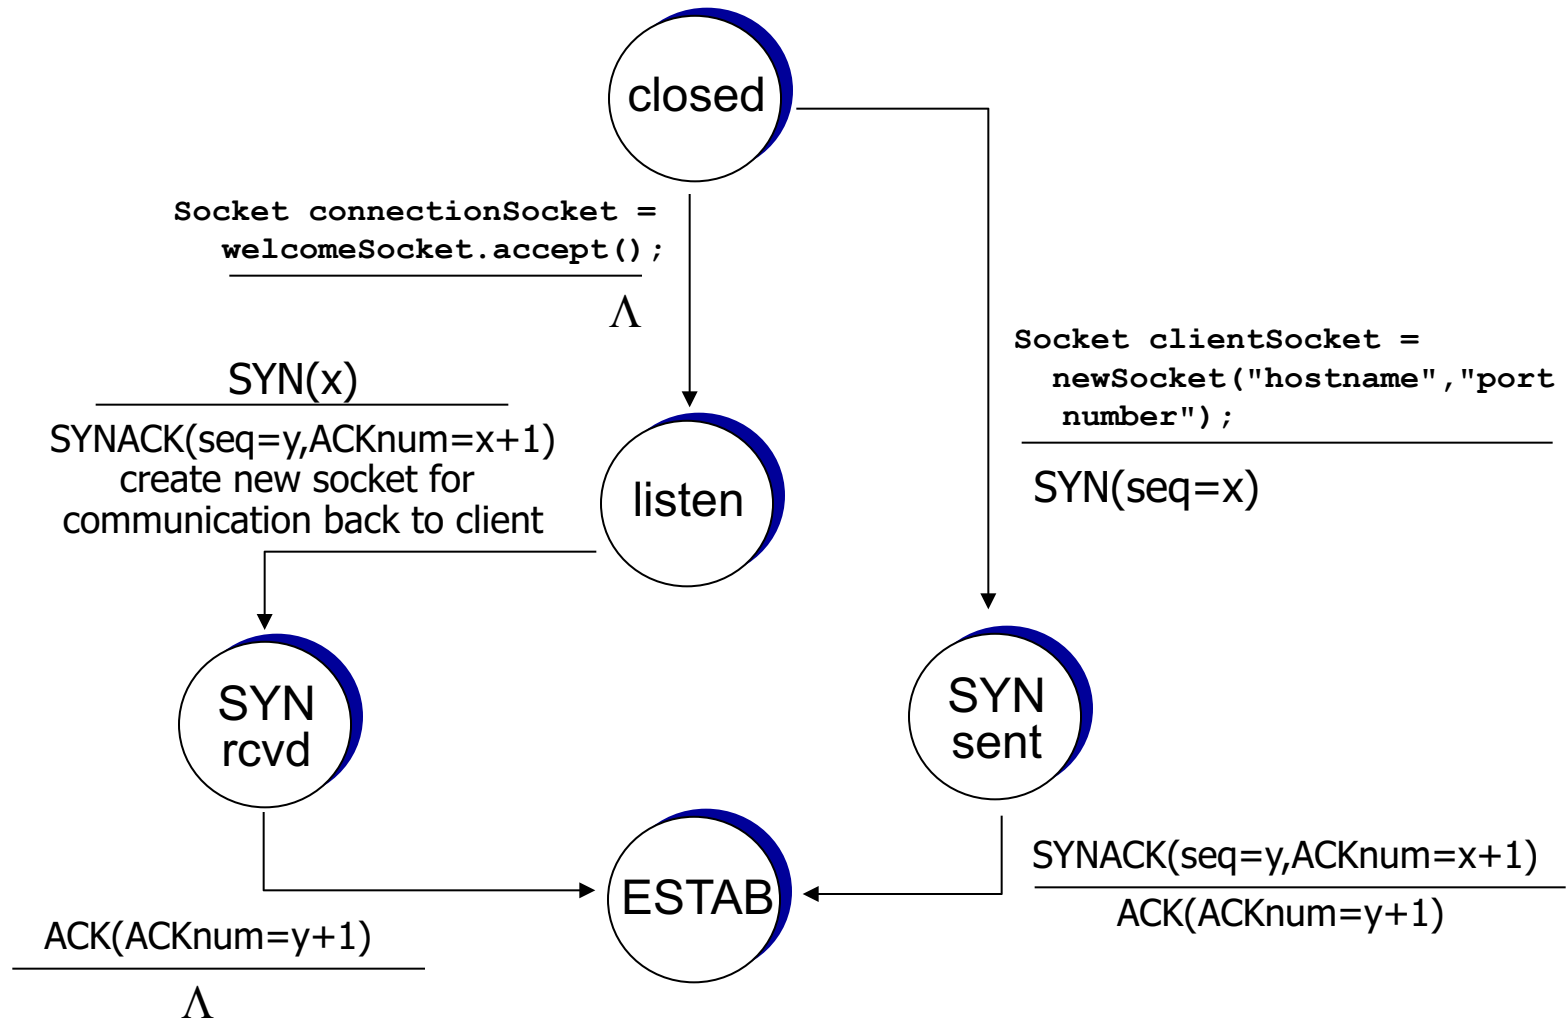 closed
Socket connectionSocket =
welcomeSocket.accept();
Λ
Socket clientSocket =
newSocket("hostname","port
number");
SYN(seq=x)
SYN(x)
SYNACK(seq=y,ACKnum=x+1)
create new socket for
communication back to client
listen
SYN
rcvd
SYN
sent
ESTAB
SYNACK(seq=y,ACKnum=x+1)
ACK(ACKnum=y+1)
ACK(ACKnum=y+1)
Λ